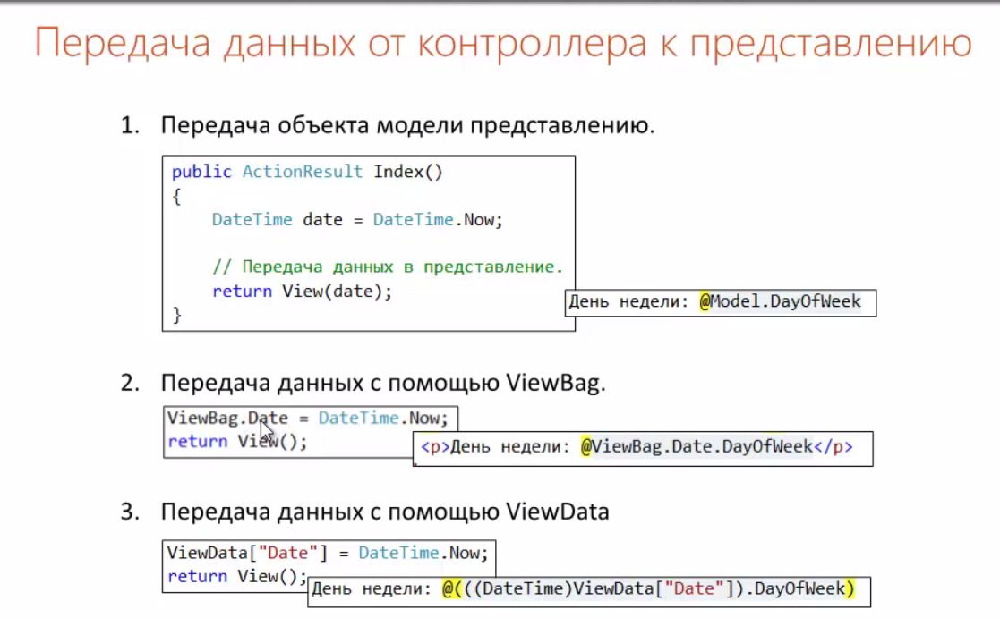 Передача данных от контроллера к представлению
1. Передача объекта модели представлению.
public ActionResult Index()
{
DateTime date = DateTime.Now;
// Передача данных в представление.
return View(date);
}
День недели: @Model.DayOfWeek
2. Передача данных с помощью ViewBag.
ViewBag.Date = DateTime.Now;
return View();
<p>День недели: @ViewBag.Date.DayOfWeek</p>
3. Передача данных с помощью ViewData
ViewData["Date"] = DateTime.Now;
return View();
День недели: @(((DateTime)ViewData["Date"]).DayOfWeek)